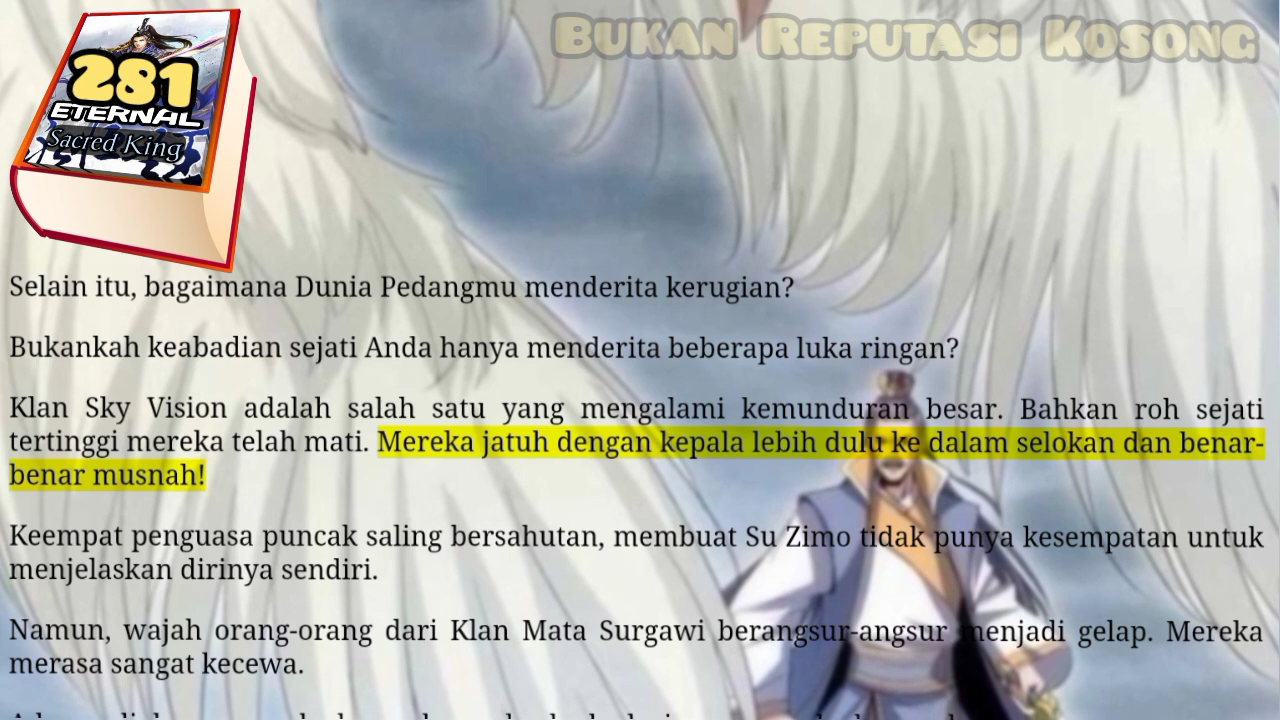 Bukan Reputasi Kosong
281
ETERNAL
Sacred King
Selain itu, bagaimana Dunia Pedangmu menderita kerugian?
Bukankah keabadian sejati Anda hanya menderita beberapa luka ringan?
Klan Sky Vision adalah salah satu yang mengalami kemunduran besar. Bahkan roh sejati
tertinggi mereka telah mati. Mereka jatuh dengan kepala lebih dulu ke dalam selokan dan benar-
benar musnah!
Keempat penguasa puncak saling bersahutan, membuat Su Zimo tidak punya kesempatan untuk
menjelaskan dirinya sendiri.
Namun, wajah orang-orang dari Klan Mata Surgawi berangsur-angsur menjadi gelap. Mereka
merasa sangat kecewa.